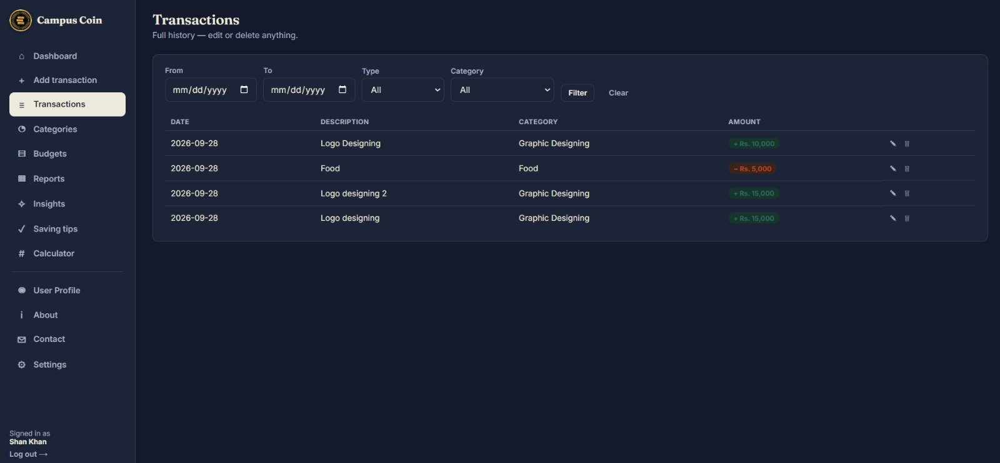 Campus Coin
Dashboard
+ Add transaction
Transactions
Categories
Budgets
Reports
Insights
Saving tips
# Calculator
User Profile
i About
Contact
Settings
Signed in as
Shan Khan
Log out →
Transactions
Full history — edit or delete anything.
From To Type Category
mm/dd/yyyy mm/dd/yyyy All All Filter Clear
DATE DESCRIPTION CATEGORY AMOUNT
2026-09-28 Logo Designing Graphic Designing + Rs. 10,000
2026-09-28 Food Food – Rs. 5,000
2026-09-28 Logo designing 2 Graphic Designing + Rs. 15,000
2026-09-28 Logo designing Graphic Designing + Rs. 15,000